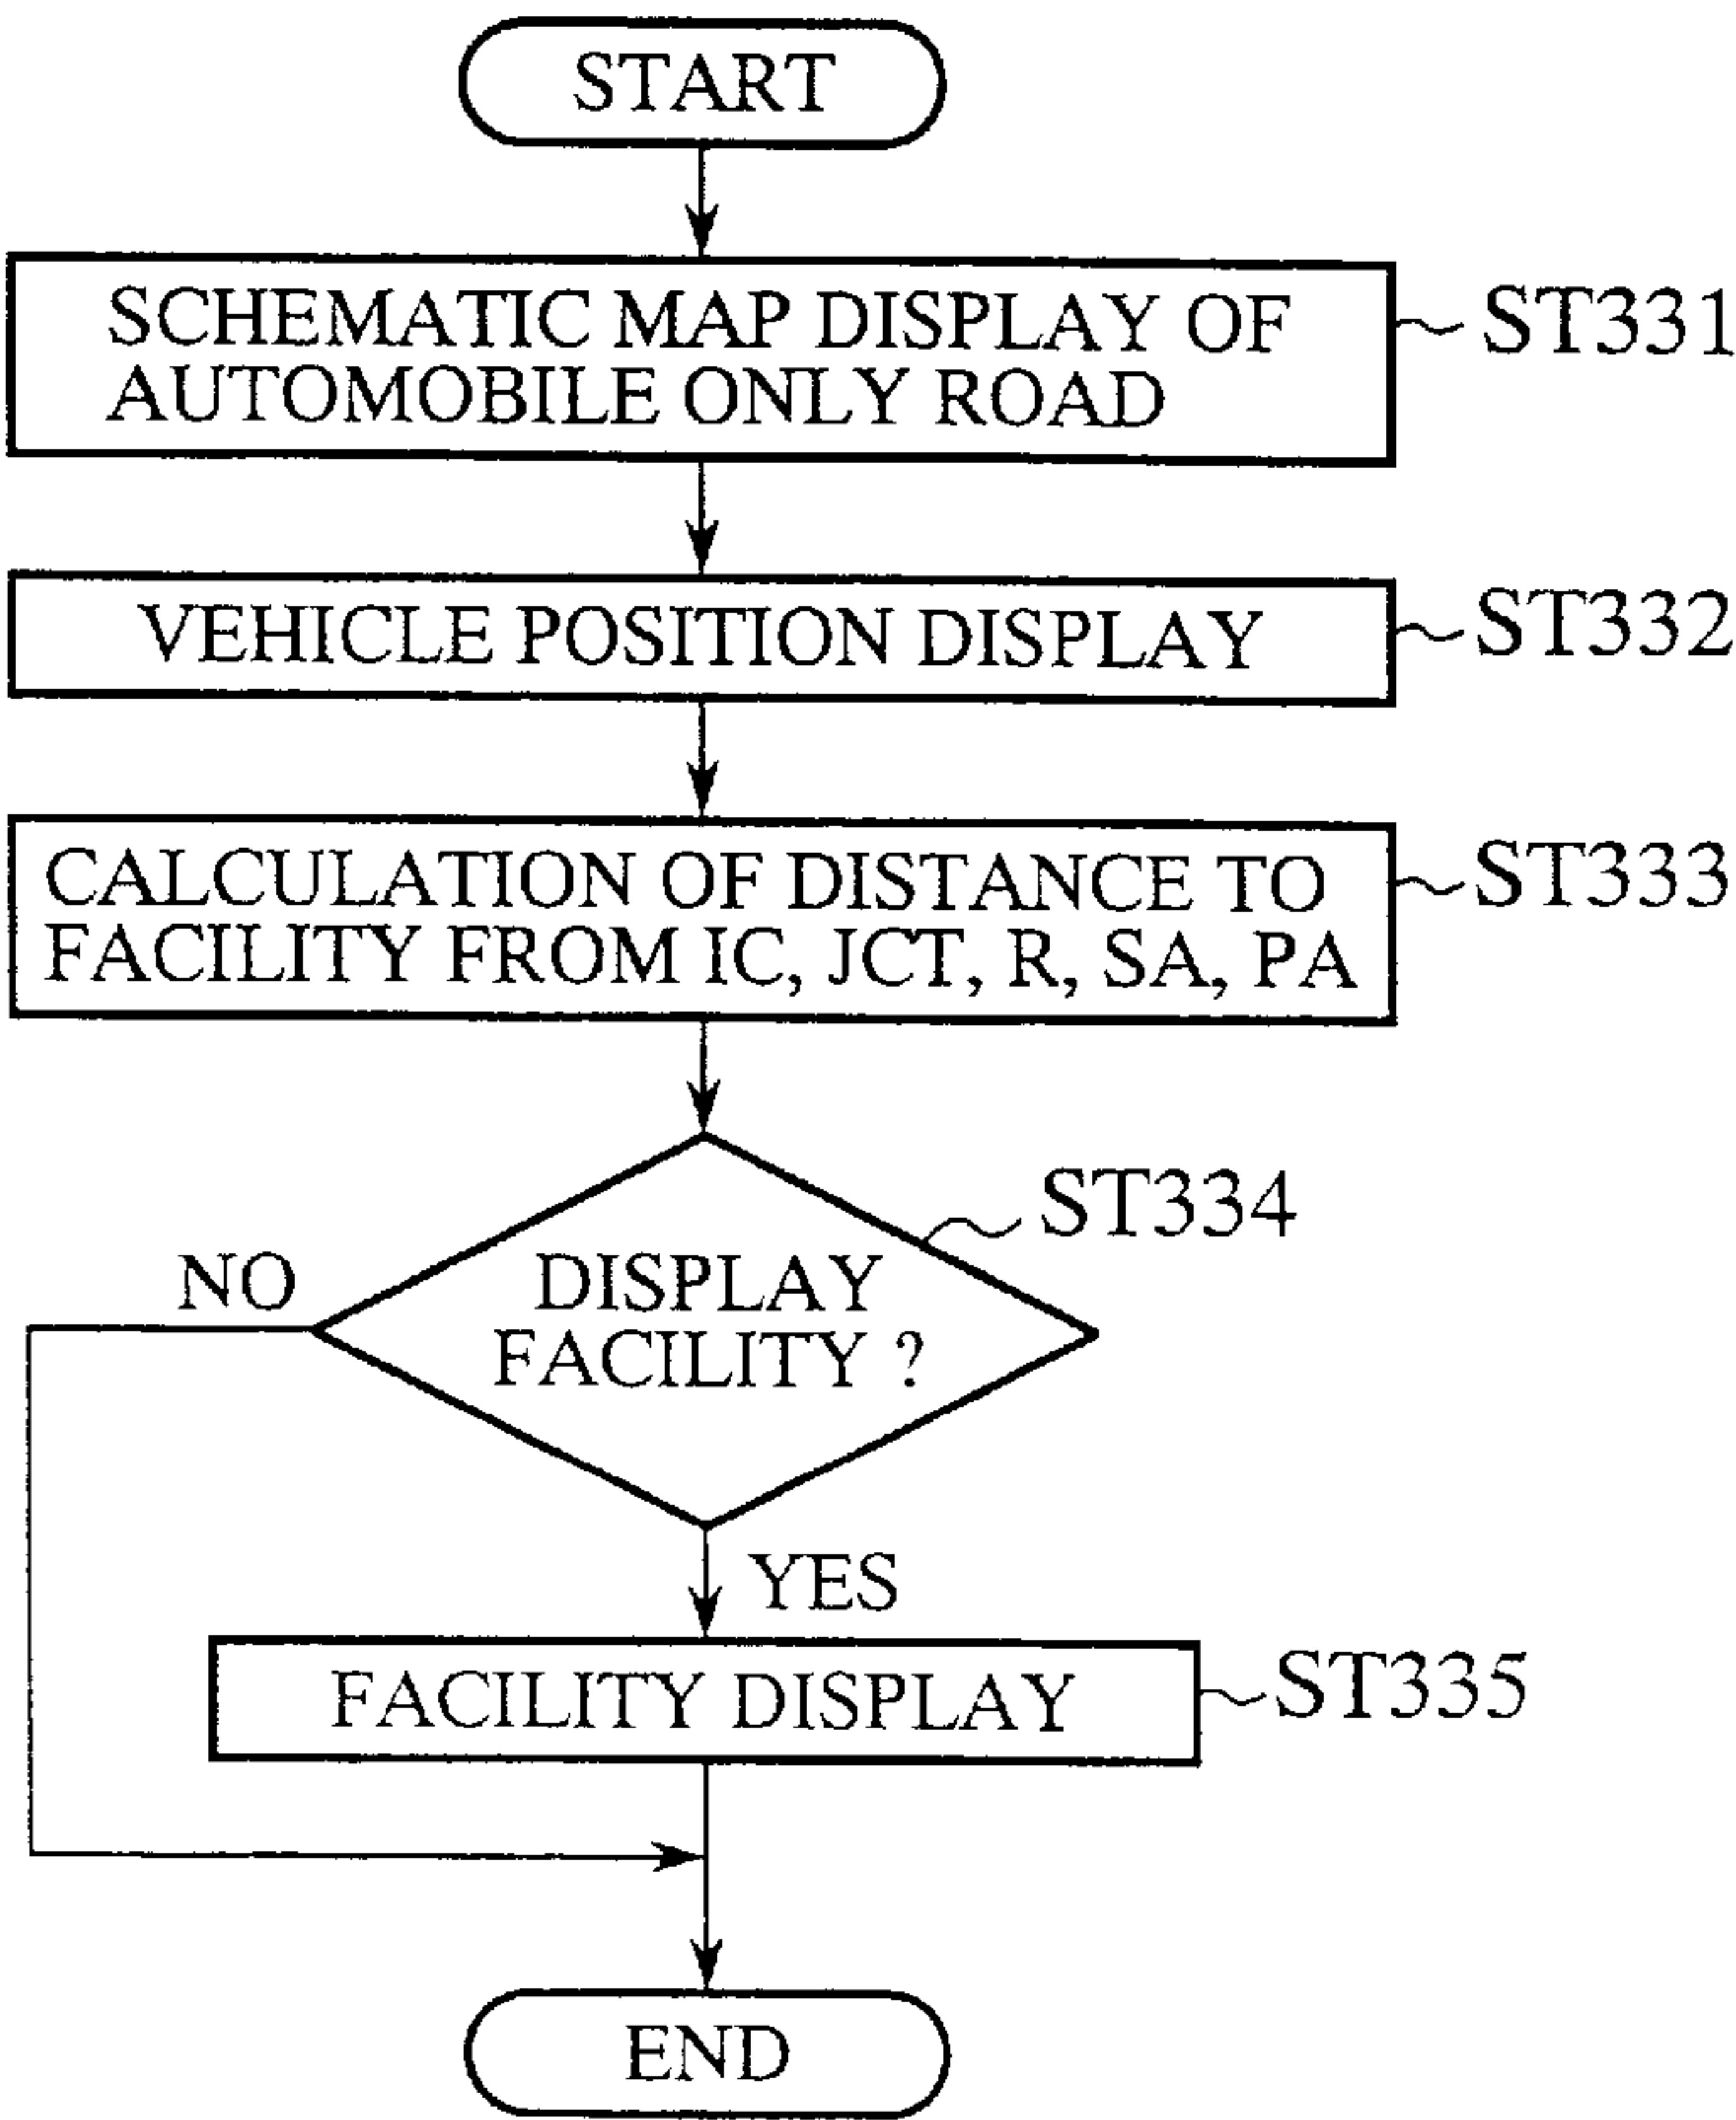 START
SCHEMATIC MAP DISPLAY OF
AUTOMOBILE ONLY ROAD
ST331
VEHICLE POSITION DISPLAY
ST332
CALCULATION OF DISTANCE TO
FACILITY FROM IC, JCT, R, SA, PA
ST333
ST334
NO
DISPLAY
FACILITY ?
YES
FACILITY DISPLAY
ST335
END